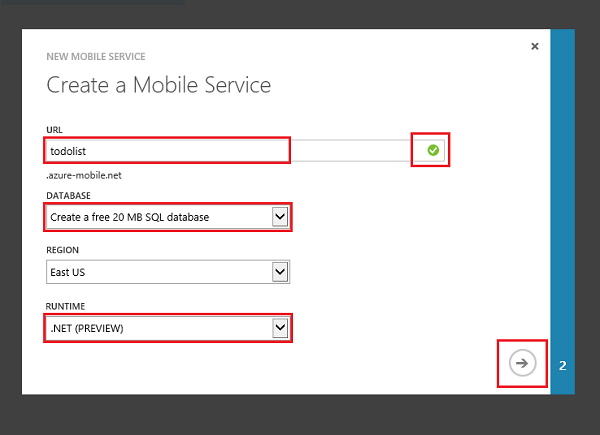 NEW MOBILE SERVICE
Create a Mobile Service
URL
todolist
.azure-mobile.net
DATABASE
Create a free 20 MB SQL database
REGION
East US
RUNTIME
.NET (PREVIEW)
2